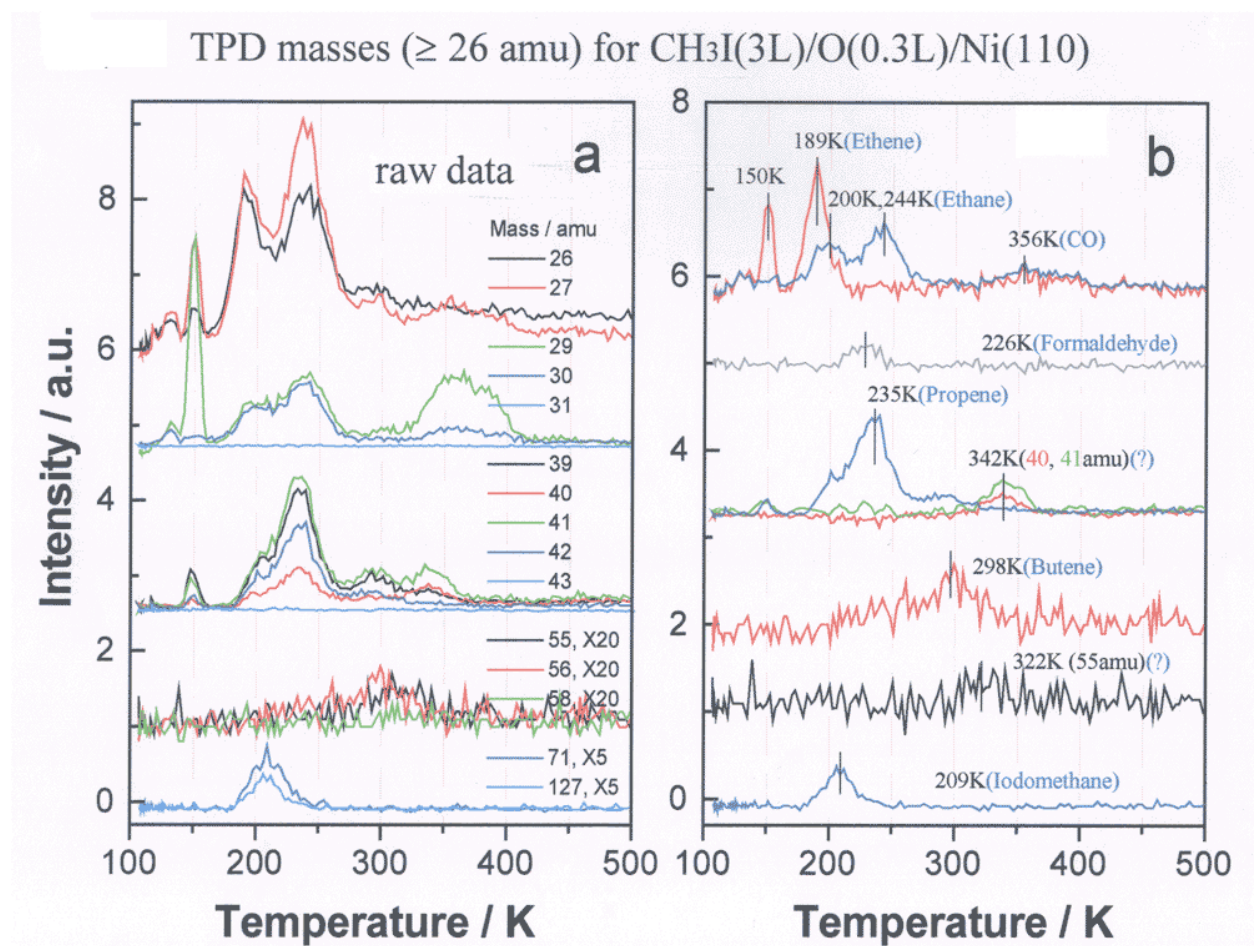 TPD masses (≥ 26 amu) for CH3I(3L)/O(0.3L)/Ni(110)
a
raw data
Mass / amu
26
27
29
30
31
39
40
41
42
43
55, X20
56, X20
58, X20
71, X5
127, X5
8
6
4
2
0
Intensity / a.u.
100 200 300 400 500
Temperature / K
b
189K(Ethene)
150K
200K,244K(Ethane)
356K(CO)
226K(Formaldehyde)
235K(Propene)
342K(40, 41amu)(?)
298K(Butene)
322K (55amu)(?)
209K(Iodomethane)
8
6
4
2
0
100 200 300 400 500
Temperature / K